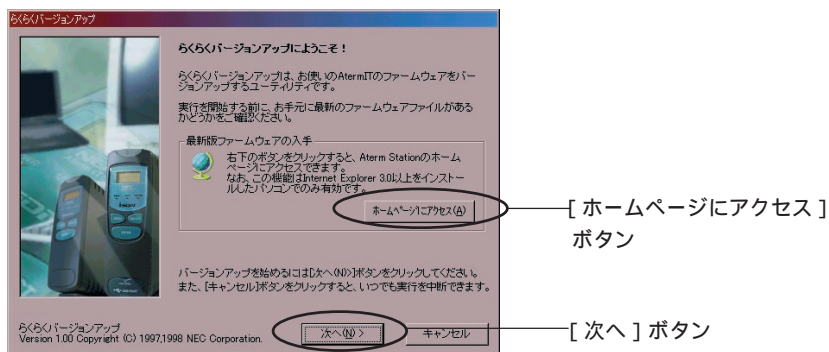 らくらくバージョンアップ
らくらくバージョンアップにようこそ！
らくらくバージョンアップは、お使いのAtermITのファームウェアをバー
ジョンアップするユーティリティです。
実行を開始する前に、お手元に最新のファームウェアファイルがある
かどうかをご確認ください。
最新版ファームウェアの入手
右下のボタンをクリックすると、Aterm Stationのホーム
ページにアクセスできます。
なお、この機能はInternet Explorer 3.0以上をインストー
ルしたパソコンでのみ有効です。
ホームページにアクセス(A)
[ ホームページにアクセス ]
ボタン
バージョンアップを始めるには[次へ(N)>]ボタンをクリックしてください。
また、[キャンセル]ボタンをクリックすると、いつでも実行を中断できます。
らくらくバージョンアップ
Version 1.00 Copyright (C) 1997,1998 NEC Corporation.
次へ(N) >
キャンセル
[ 次へ ] ボタン